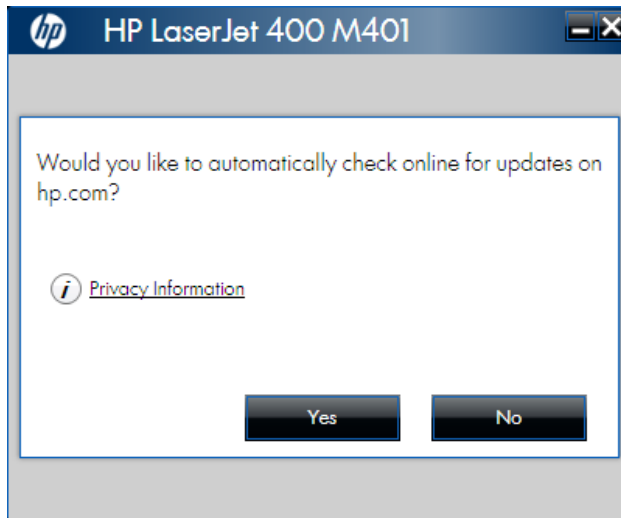 hp
HP LaserJet 400 M401
Would you like to automatically check online for updates on
hp.com?
i Privacy Information
Yes No